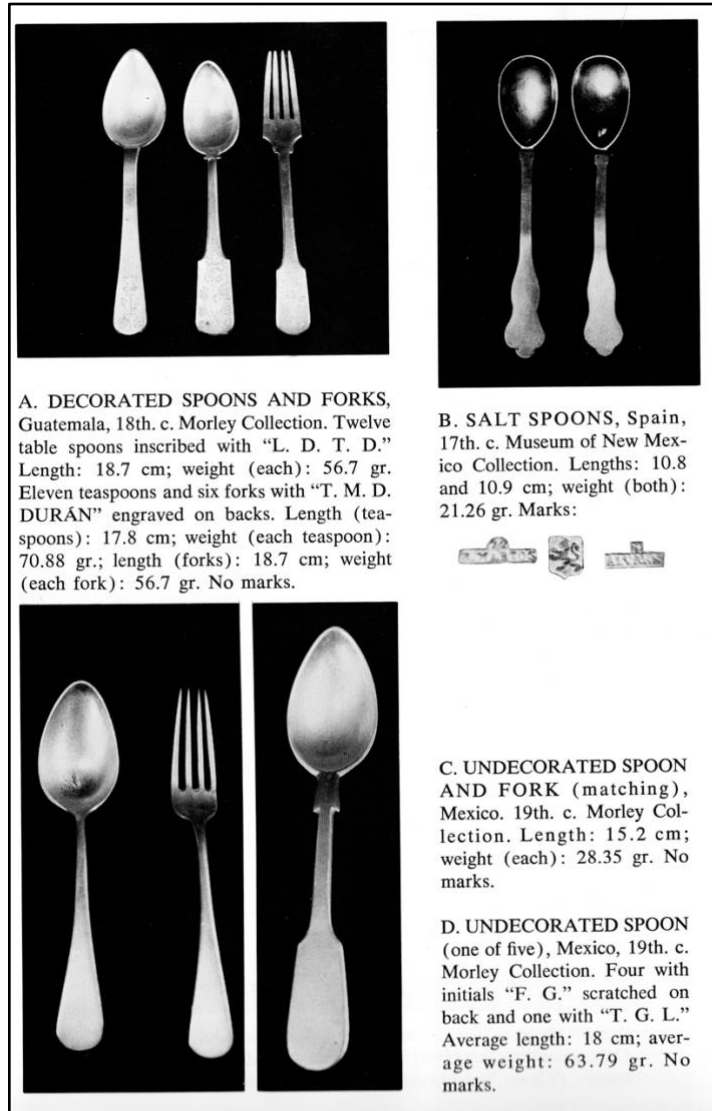 A. DECORATED SPOONS AND FORKS,
Guatemala, 18th. c. Morley Collection. Twelve
table spoons inscribed with “L. D. T. D.”
Length: 18.7 cm; weight (each): 56.7 gr.
Eleven teaspoons and six forks with “T. M. D.
DURÁN” engraved on backs. Length (tea-
spoons): 17.8 cm; weight (each teaspoon):
70.88 gr.; length (forks): 18.7 cm; weight
(each fork): 56.7 gr. No marks.
B. SALT SPOONS, Spain,
17th. c. Museum of New Mex-
ico Collection. Lengths: 10.8
and 10.9 cm; weight (both):
21.26 gr. Marks:
C. UNDECORATED SPOON
AND FORK (matching),
Mexico. 19th. c. Morley Col-
lection. Length: 15.2 cm;
weight (each): 28.35 gr. No
marks.
D. UNDECORATED SPOON
(one of five), Mexico, 19th. c.
Morley Collection. Four with
initials “F. G.” scratched on
back and one with “T. G. L.”
Average length: 18 cm; aver-
age weight: 63.79 gr. No
marks.